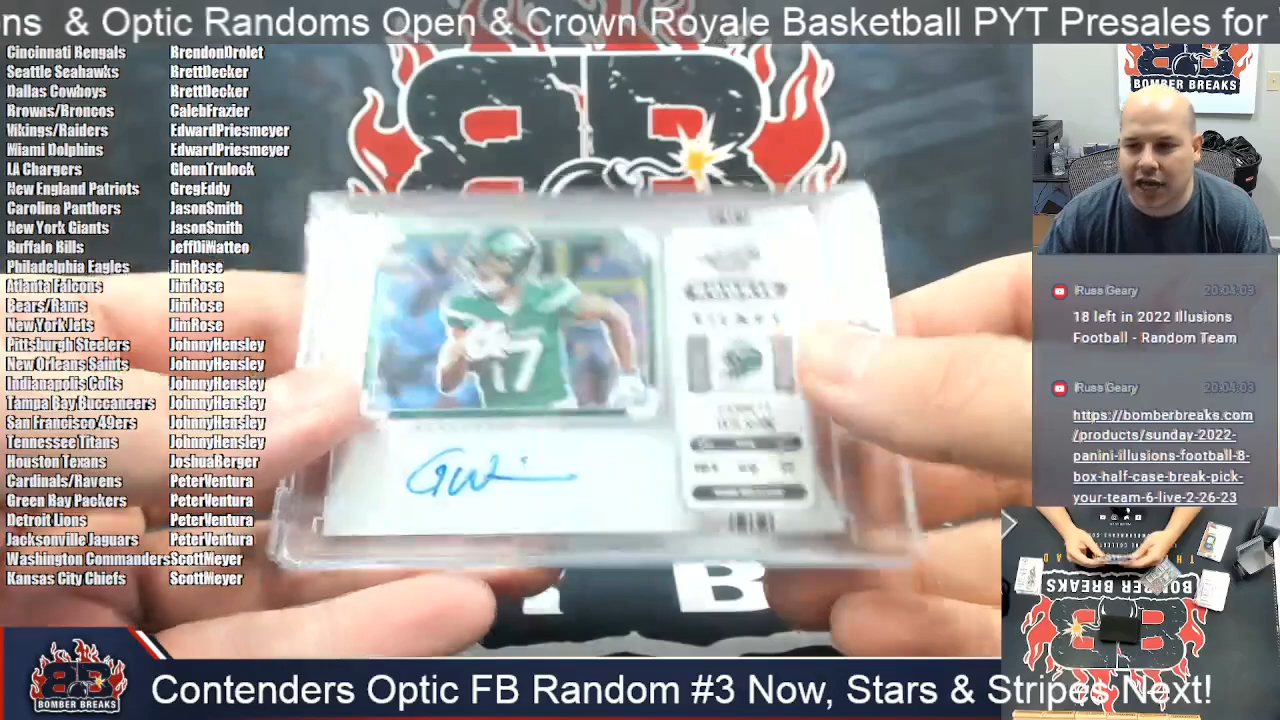 ns & Optic Randoms Open & Crown Royale Basketball PYT Presales for
Cincinnati Bengals BrendonDrolet
Seattle Seahawks BrettDecker
Dallas Cowboys BrettDecker
Browns/Broncos CalebFrazier
Vikings/Raiders EdwardPriesmeyer
Miami Dolphins EdwardPriesmeyer
LA Chargers GlennTrulock
New England Patriots GregEddy
Carolina Panthers JasonSmith
New York Giants JasonSmith
Buffalo Bills JeffDiMatteo
Philadelphia Eagles JimRose
Atlanta Falcons JimRose
Bears/Rams JimRose
New York Jets JimRose
Pittsburgh Steelers JohnnyHensley
New Orleans Saints JohnnyHensley
Indianapolis Colts JohnnyHensley
Tampa Bay Buccaneers JohnnyHensley
San Francisco 49ers JohnnyHensley
Tennessee Titans JohnnyHensley
Houston Texans JoshuaBerger
Cardinals/Ravens PeterVentura
Green Bay Packers PeterVentura
Detroit Lions PeterVentura
Jacksonville Jaguars PeterVentura
Washington Commanders ScottMeyer
Kansas City Chiefs ScottMeyer
17
TICKET
B
BOMBER BREAKS
Russ Geary 20:04:03
18 left in 2022 Illusions
Football - Random Team
Russ Geary 20:04:03
https://bomberbreaks.com
/products/sunday-2022-
panini-illusions-football-8-
box-half-case-break-pick-
your-team-6-live-2-26-23
BOMBER BREAKS
BOMBER BREAKS
Contenders Optic FB Random #3 Now, Stars & Stripes Next!